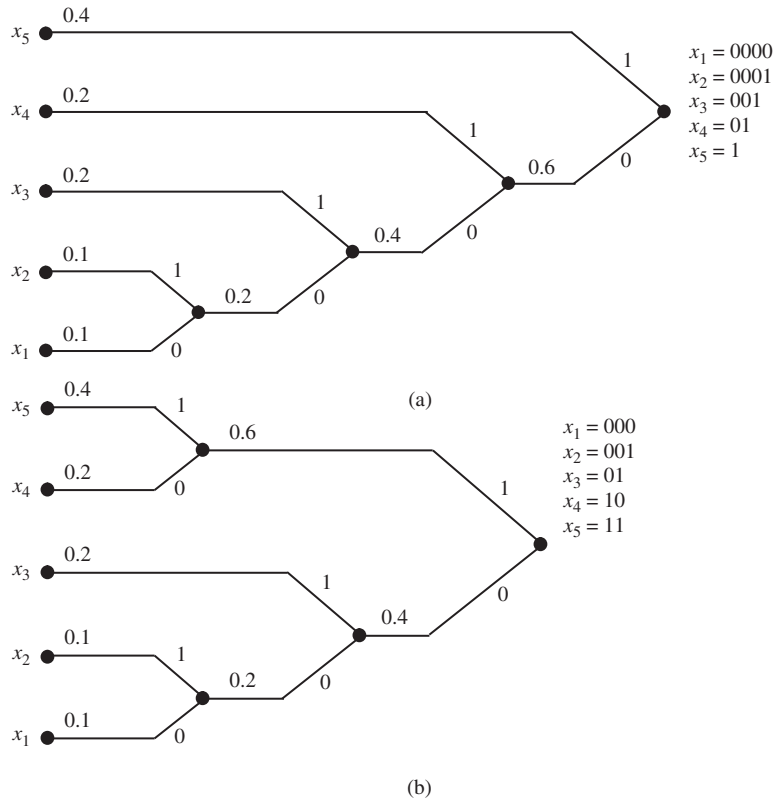 0.4
x5
1
x1 = 0000
x2 = 0001
x3 = 001
x4 = 01
x5 = 1
0.2
x4
1
0.6
0
0.2
x3
1
0.4
0
0.1
x2
1
0.2
0
0.1
x1
0
(a)
0.4
x5
1
0.6
x1 = 000
x2 = 001
x3 = 01
x4 = 10
x5 = 11
0.2
x4
0
1
0.2
x3
1
0.4
0
0.1
x2
1
0.2
0
0.1
x1
0
(b)